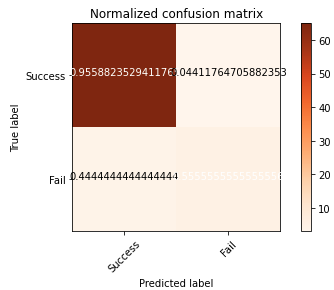 Normalized confusion matrix
Success
0.955882352941176
0.04411764705882353
Fail
0.4444444444444444
True label
Success
Fail
Predicted label
60
50
40
30
20
10